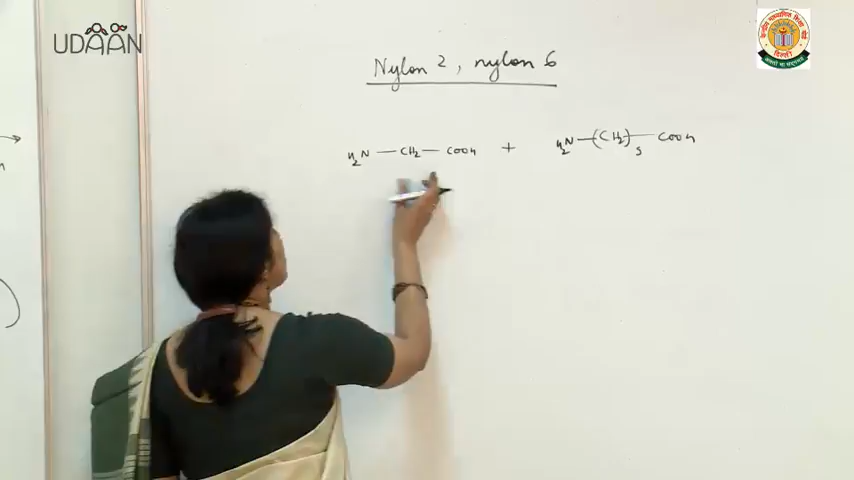 UDAAN
Nylon 2, nylon 6
H₂N — CH₂ — COOH + H₂N —(CH₂)₅— COOH